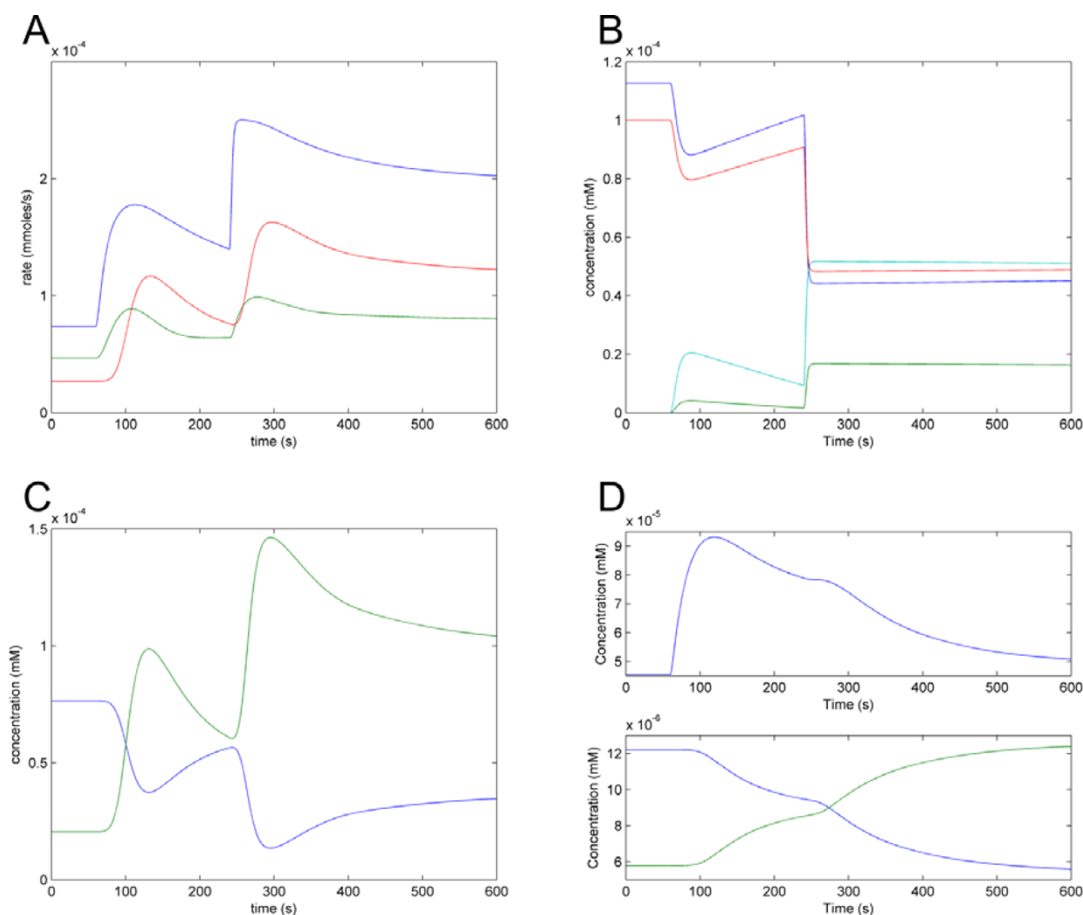 A
x 10⁻⁴
2
1
0
rate (mmoles/s)
0 100 200 300 400 500 600
time (s)
B
x 10⁻⁴
1.2
1
0.8
0.6
0.4
0.2
0
concentration (mM)
0 100 200 300 400 500 600
Time (s)
C
x 10⁻⁴
1.5
1
0.5
0
concentration (mM)
0 100 200 300 400 500 600
time (s)
D
x 10⁻⁵
9
8
7
6
5
Concentration (mM)
0 100 200 300 400 500 600
Time (s)
x 10⁻⁶
12
10
8
6
Concentration (mM)
0 100 200 300 400 500 600
Time (s)